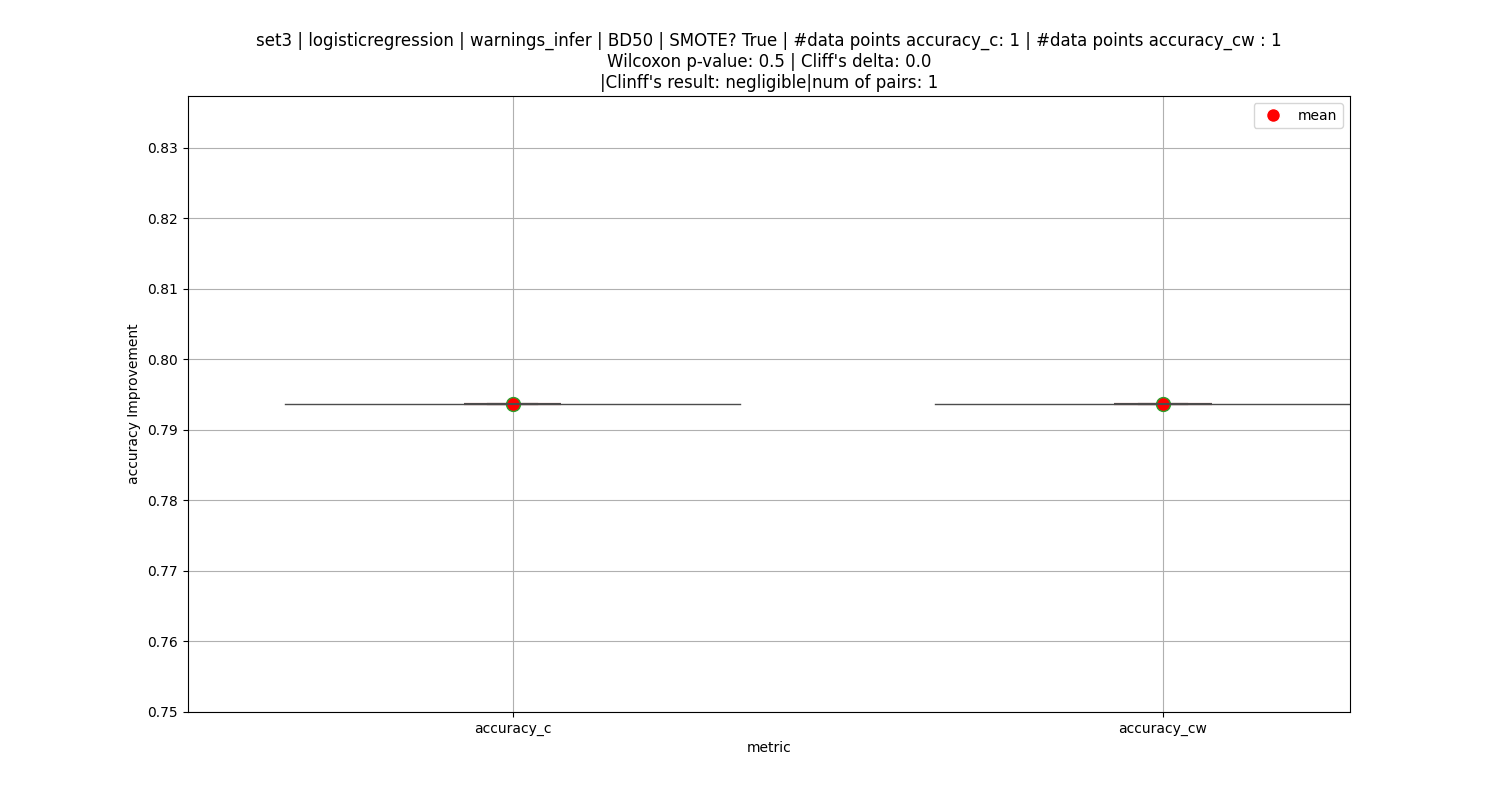 set3 | logisticregression | warnings_infer | BD50 | SMOTE? True | #data points accuracy_c: 1 | #data points accuracy_cw : 1
Wilcoxon p-value: 0.5 | Cliff's delta: 0.0
|Clinff's result: negligible|num of pairs: 1
mean
0.83
0.82
0.81
0.80
0.79
0.78
0.77
0.76
0.75
accuracy Improvement
accuracy_c
accuracy_cw
metric